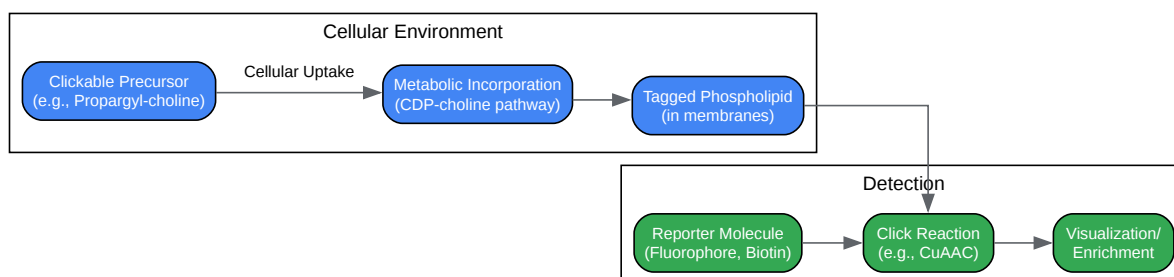 Cellular Environment
Clickable Precursor
(e.g., Propargyl-choline)
Cellular Uptake
Metabolic Incorporation
(CDP-choline pathway)
Tagged Phospholipid
(in membranes)
Detection
Reporter Molecule
(Fluorophore, Biotin)
Click Reaction
(e.g., CuAAC)
Visualization/
Enrichment